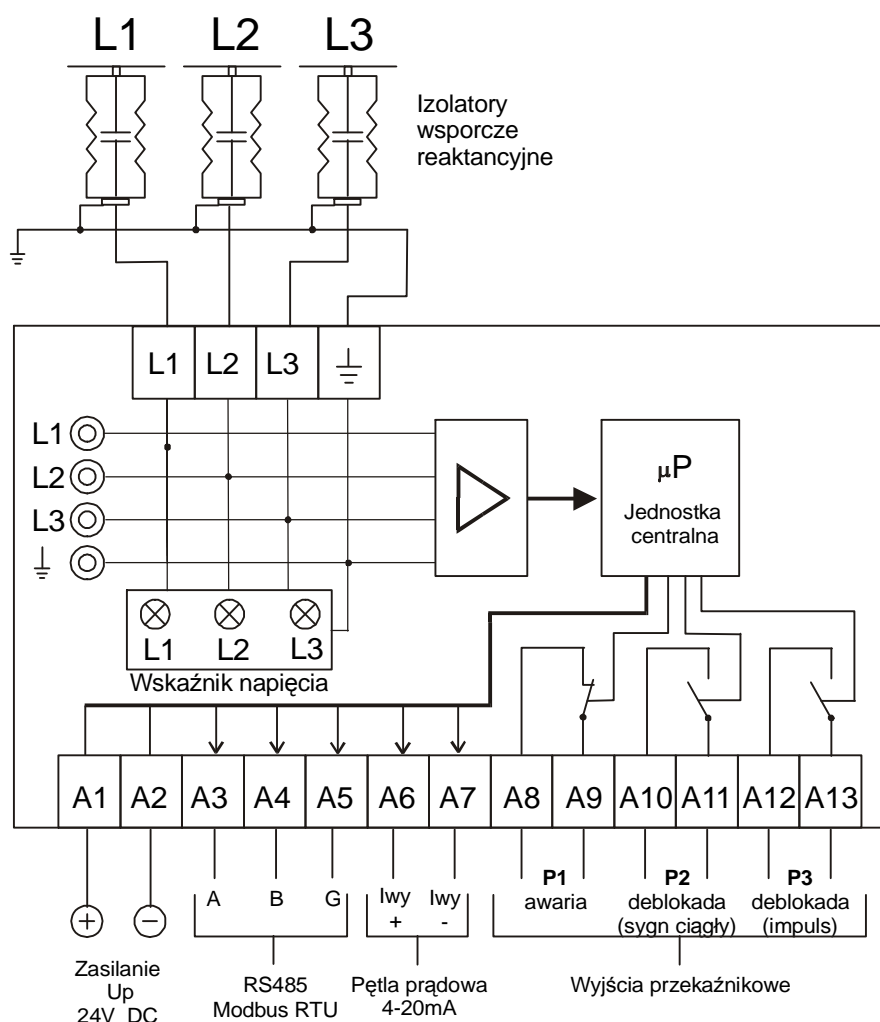 L1 L2 L3
Izolatory
wsporcze
reaktancyjne
L1 L2 L3
L1
L2
L3
µP
Jednostka
centralna
L1 L2 L3
Wskaźnik napięcia
A1 A2 A3 A4 A5 A6 A7 A8 A9 A10 A11 A12 A13
+ -
A B G
Iwy
+
Iwy
-
P1
awaria
P2
deblokada
(sygn ciągły)
P3
deblokada
(impuls)
Zasilanie
Up
24V DC
RS485
Modbus RTU
Pętla prądowa
4-20mA
Wyjścia przekaźnikowe